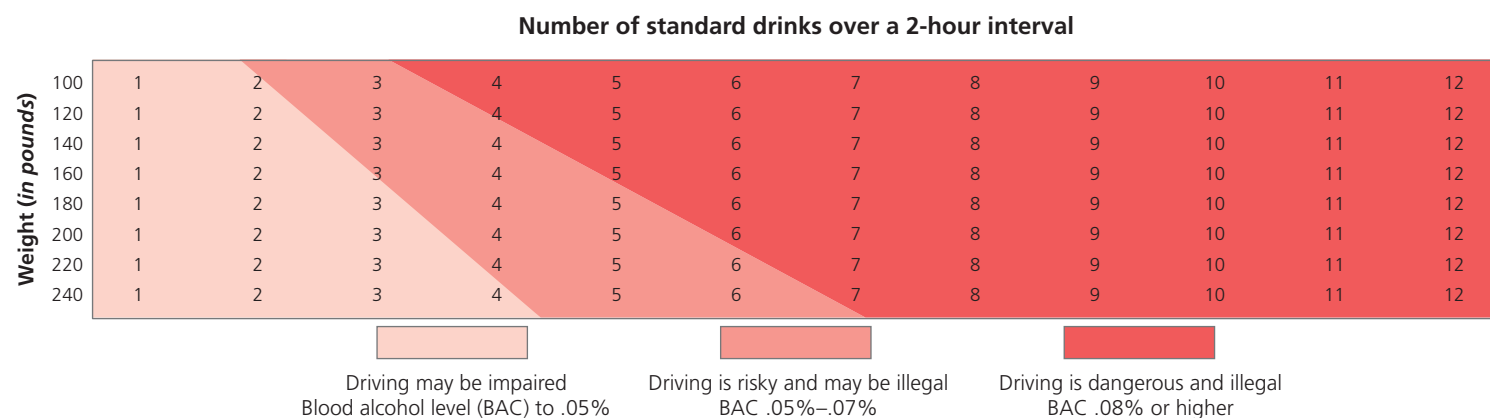 Number of standard drinks over a 2-hour interval
Weight (in pounds)
100 1 2 3 4 5 6 7 8 9 10 11 12
120 1 2 3 4 5 6 7 8 9 10 11 12
140 1 2 3 4 5 6 7 8 9 10 11 12
160 1 2 3 4 5 6 7 8 9 10 11 12
180 1 2 3 4 5 6 7 8 9 10 11 12
200 1 2 3 4 5 6 7 8 9 10 11 12
220 1 2 3 4 5 6 7 8 9 10 11 12
240 1 2 3 4 5 6 7 8 9 10 11 12
Driving may be impaired
Blood alcohol level (BAC) to .05%
Driving is risky and may be illegal
BAC .05%–.07%
Driving is dangerous and illegal
BAC .08% or higher